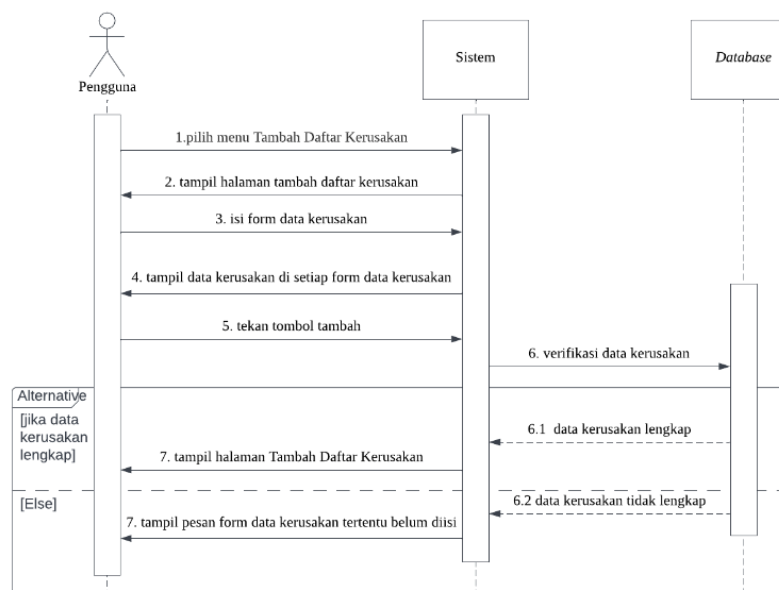 Pengguna
Sistem
Database
1.pilih menu Tambah Daftar Kerusakan
2. tampil halaman tambah daftar kerusakan
3. isi form data kerusakan
4. tampil data kerusakan di setiap form data kerusakan
5. tekan tombol tambah
6. verifikasi data kerusakan
Alternative
[jika data
kerusakan
lengkap]
6.1 data kerusakan lengkap
7. tampil halaman Tambah Daftar Kerusakan
[Else]
6.2 data kerusakan tidak lengkap
7. tampil pesan form data kerusakan tertentu belum diisi